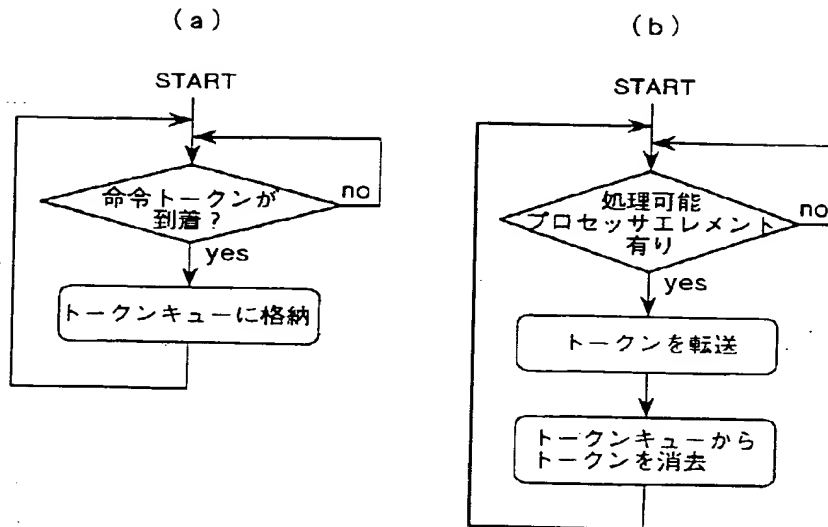 (a)
START
命令トークンが
到着?
no
yes
トークンキューに格納
(b)
START
処理可能
プロセッサエレメント
有り
no
yes
トークンを転送
トークンキューから
トークンを消去